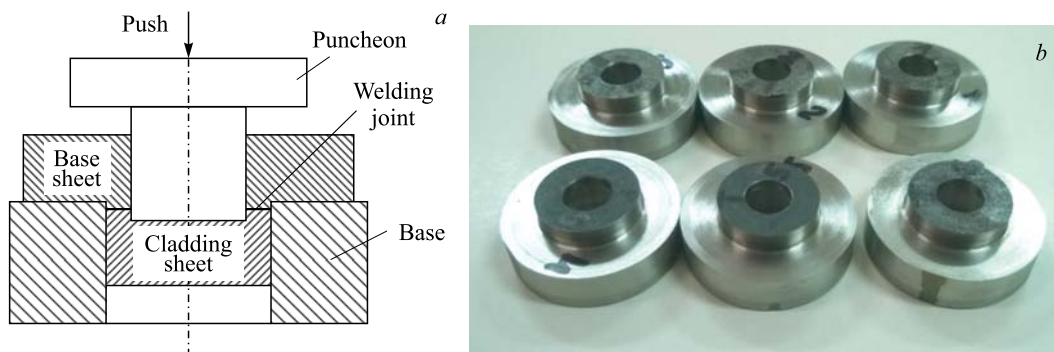 a
Push
Puncheon
Welding
joint
Base
sheet
Cladding
sheet
Base
b